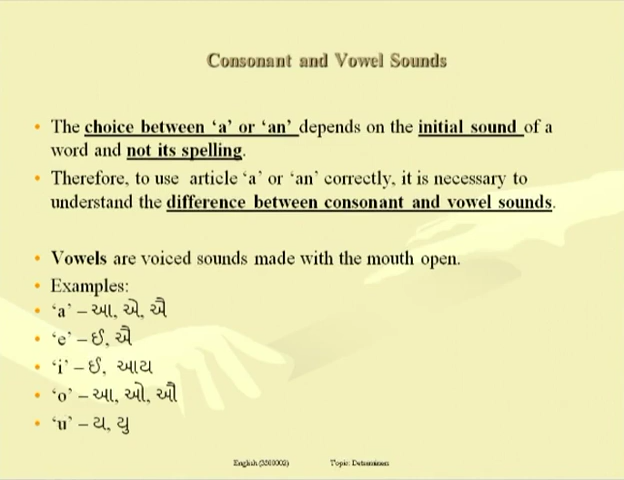 Consonant and Vowel Sounds
• The choice between ‘a’ or ‘an’ depends on the initial sound of a
word and not its spelling.
• Therefore, to use article ‘a’ or ‘an’ correctly, it is necessary to
understand the difference between consonant and vowel sounds.
• Vowels are voiced sounds made with the mouth open.
• Examples:
• ‘a’ – આ, એ, ઐ
• ‘e’ – ઈ, ઐ
• ‘i’ – ઈ, આય
• ‘o’ – આ, ઓ, ઔ
• ‘u’ – ય, યુ
English (3300002) Topic: Determiners